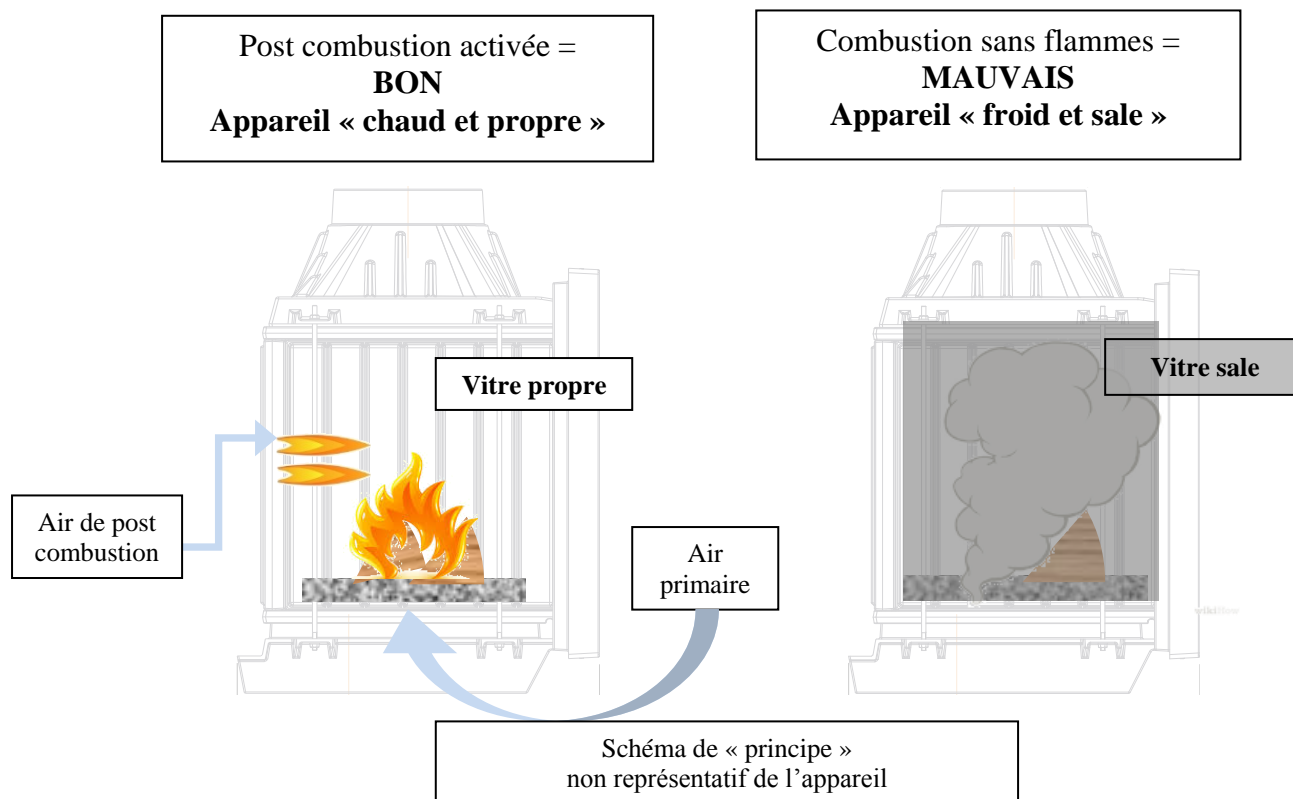 Post combustion activée =
BON
Appareil « chaud et propre »
Combustion sans flammes =
MAUVAIS
Appareil « froid et sale »
Vitre propre
Vitre sale
Air de post
combustion
Air
primaire
wikiHow
Schéma de « principe »
non représentatif de l’appareil